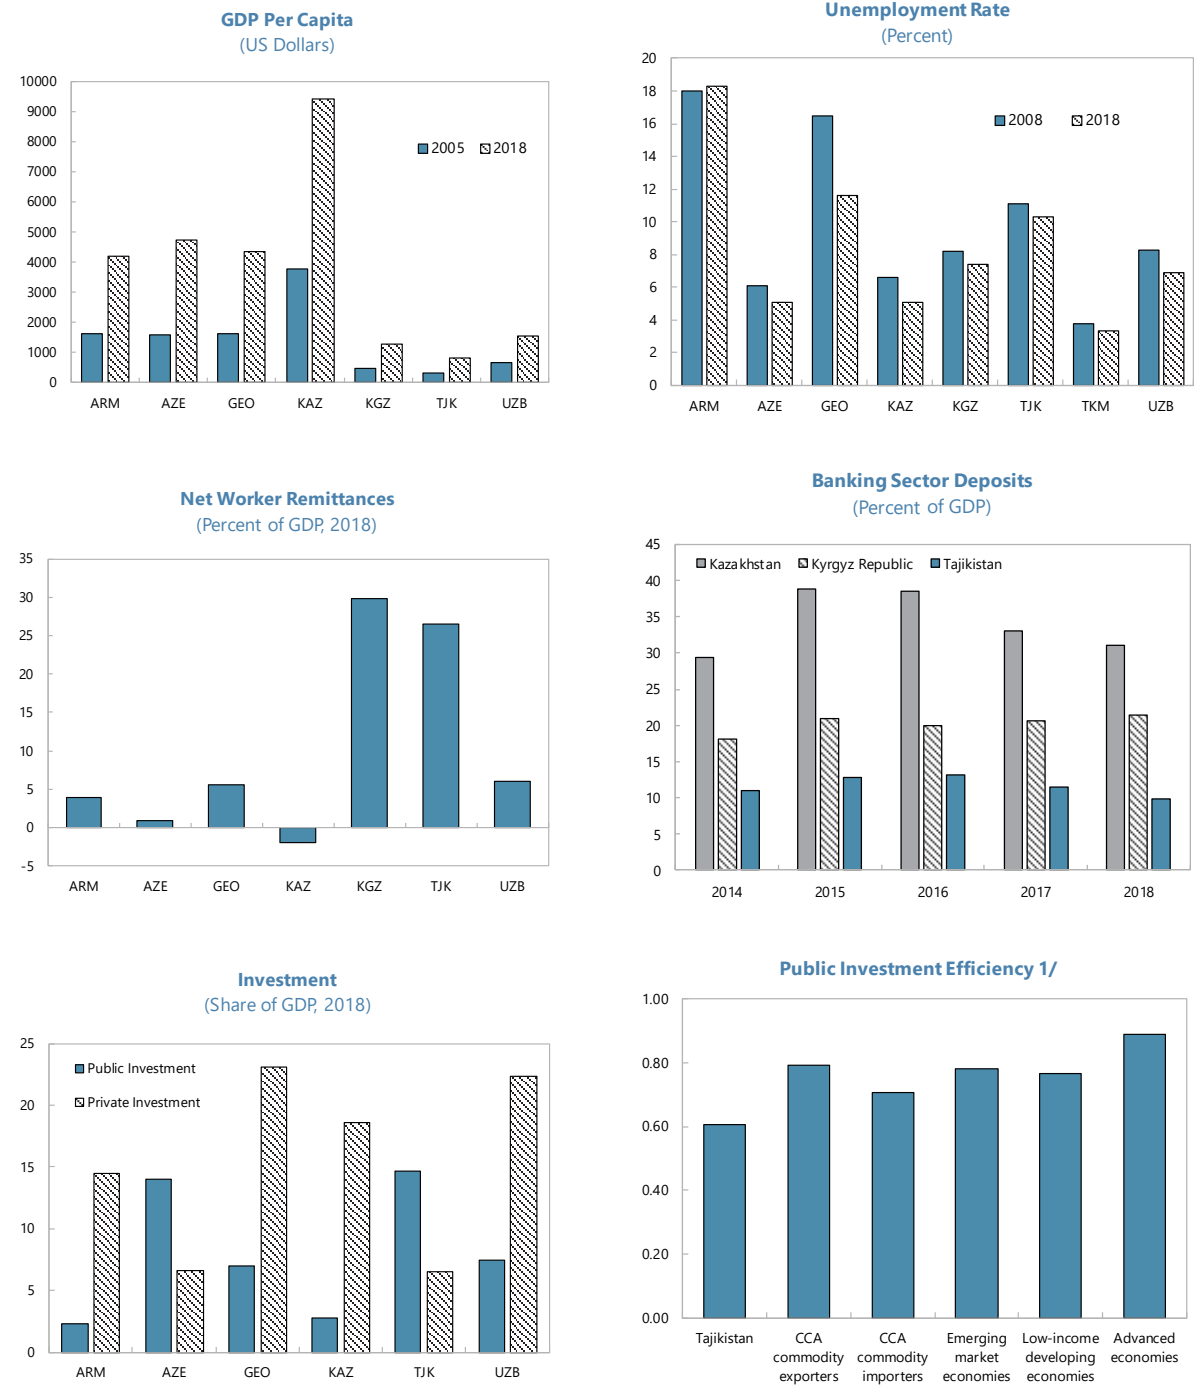 GDP Per Capita
(US Dollars)
10000
9000
8000
7000
6000
5000
4000
3000
2000
1000
0
2005 2018
ARM AZE GEO KAZ KGZ TJK UZB
Unemployment Rate
(Percent)
20
18
16
14
12
10
8
6
4
2
0
2008 2018
ARM AZE GEO KAZ KGZ TJK TKM UZB
Net Worker Remittances
(Percent of GDP, 2018)
35
30
25
20
15
10
5
0
-5
ARM AZE GEO KAZ KGZ TJK UZB
Banking Sector Deposits
(Percent of GDP)
45
40
35
30
25
20
15
10
5
0
Kazakhstan Kyrgyz Republic Tajikistan
2014 2015 2016 2017 2018
Investment
(Share of GDP, 2018)
25
20
15
10
5
0
Public Investment
Private Investment
ARM AZE GEO KAZ TJK UZB
Public Investment Efficiency 1/
1.00
0.80
0.60
0.40
0.20
0.00
Tajikistan CCA CCA Emerging Low-income Advanced
commodity commodity market developing economies
exporters importers economies economies